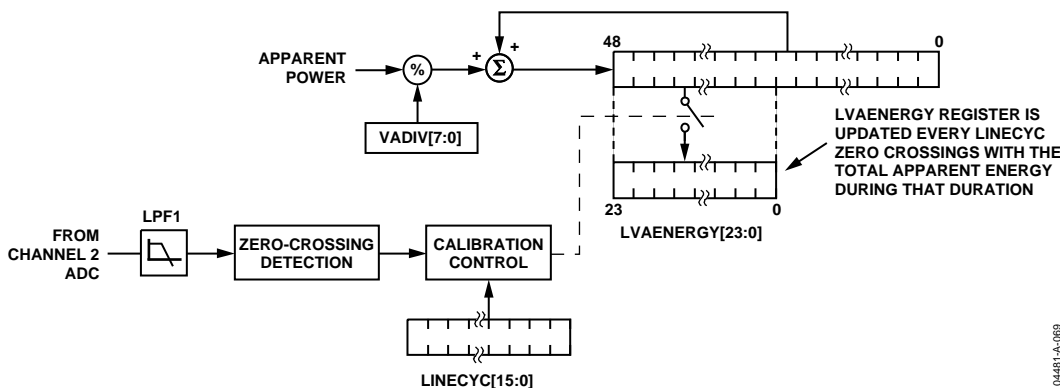 48
0
+
+
APPARENT
POWER
%
Σ
VADIV[7:0]
LVAENERGY REGISTER IS
UPDATED EVERY LINECYC
ZERO CROSSINGS WITH THE
TOTAL APPARENT ENERGY
DURING THAT DURATION
23
0
LVAENERGY[23:0]
LPF1
FROM
CHANNEL 2
ADC
ZERO-CROSSING
DETECTION
CALIBRATION
CONTROL
LINECYC[15:0]
04481-A-069